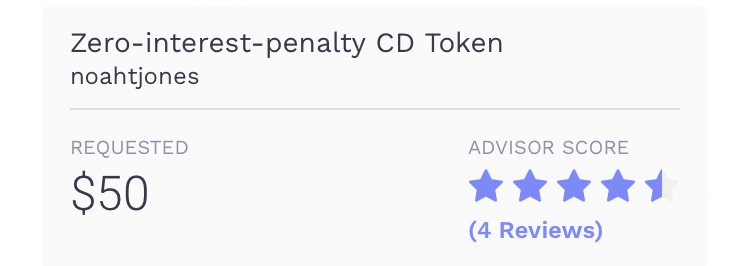 Zero-interest-penalty CD Token
noahtjones
REQUESTED
$50
ADVISOR SCORE
(4 Reviews)